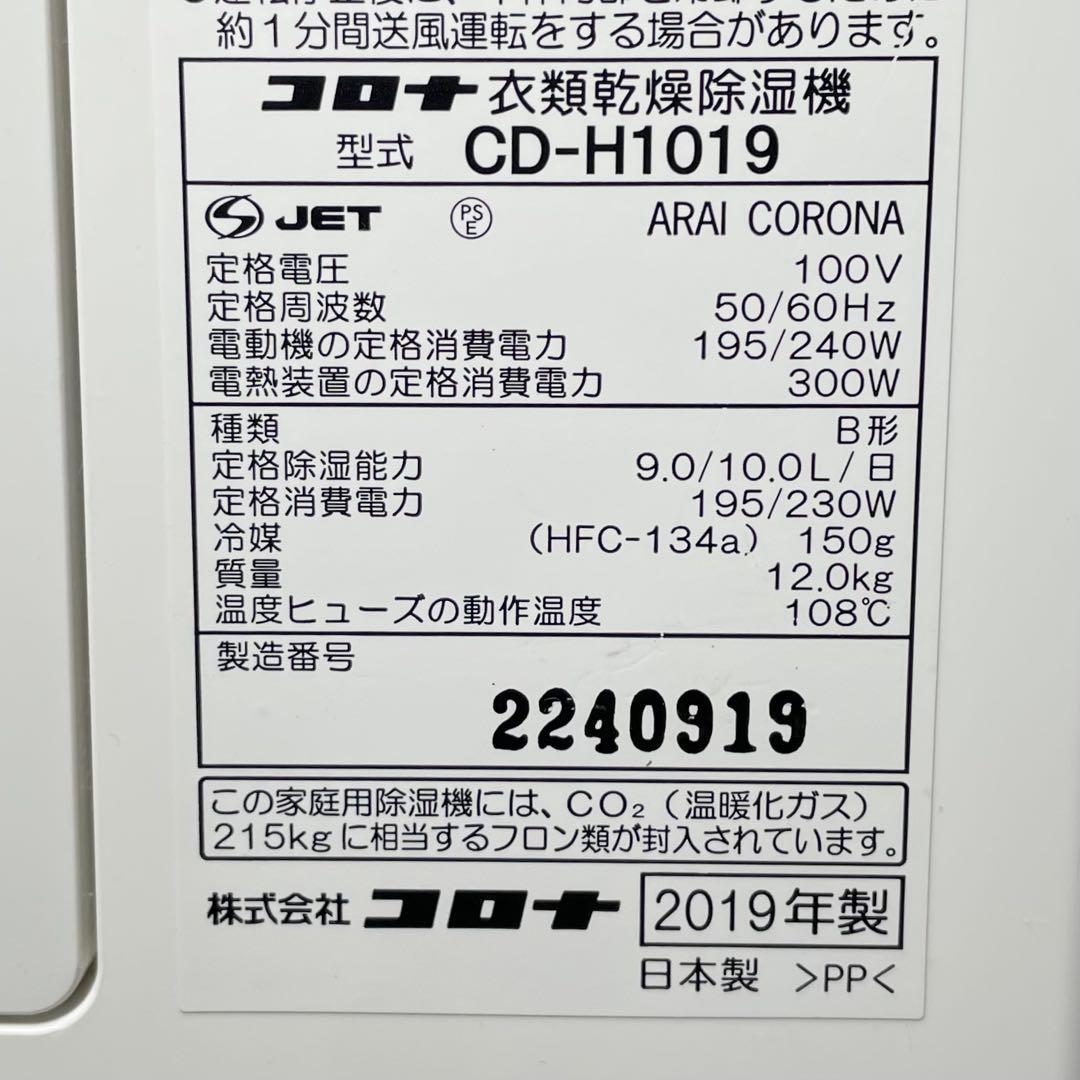 約１分間送風運転をする場合があります。
コロナ 衣類乾燥除湿機
型式 CD-H1019
JET PSE ARAI CORONA
定格電圧 100V
定格周波数 50/60Hz
電動機の定格消費電力 195/240W
電熱装置の定格消費電力 300W
種類 B形
定格除湿能力 9.0/10.0L/日
定格消費電力 195/230W
冷媒 (HFC-134a) 150g
質量 12.0kg
温度ヒューズの動作温度 108℃
製造番号
2240919
この家庭用除湿機には、CO₂（温暖化ガス）
215kgに相当するフロン類が封入されています。
株式会社 コロナ 2019年製
日本製 >PP<